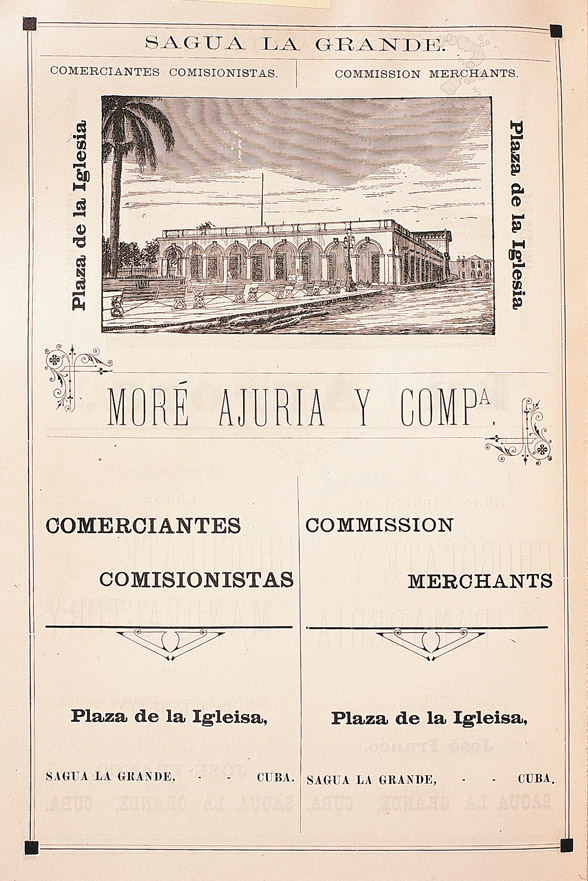 SAGUA LA GRANDE.
COMERCIANTES COMISIONISTAS.
COMMISSION MERCHANTS.
Plaza de la Iglesia
Plaza de la Iglesia
MORÉ AJURIA Y COMPA.
COMERCIANTES
COMISIONISTAS
Plaza de la Igleisa,
SAGUA LA GRANDE, - - CUBA.
COMMISSION
MERCHANTS
Plaza de la Igleisa,
SAGUA LA GRANDE, - - CUBA.